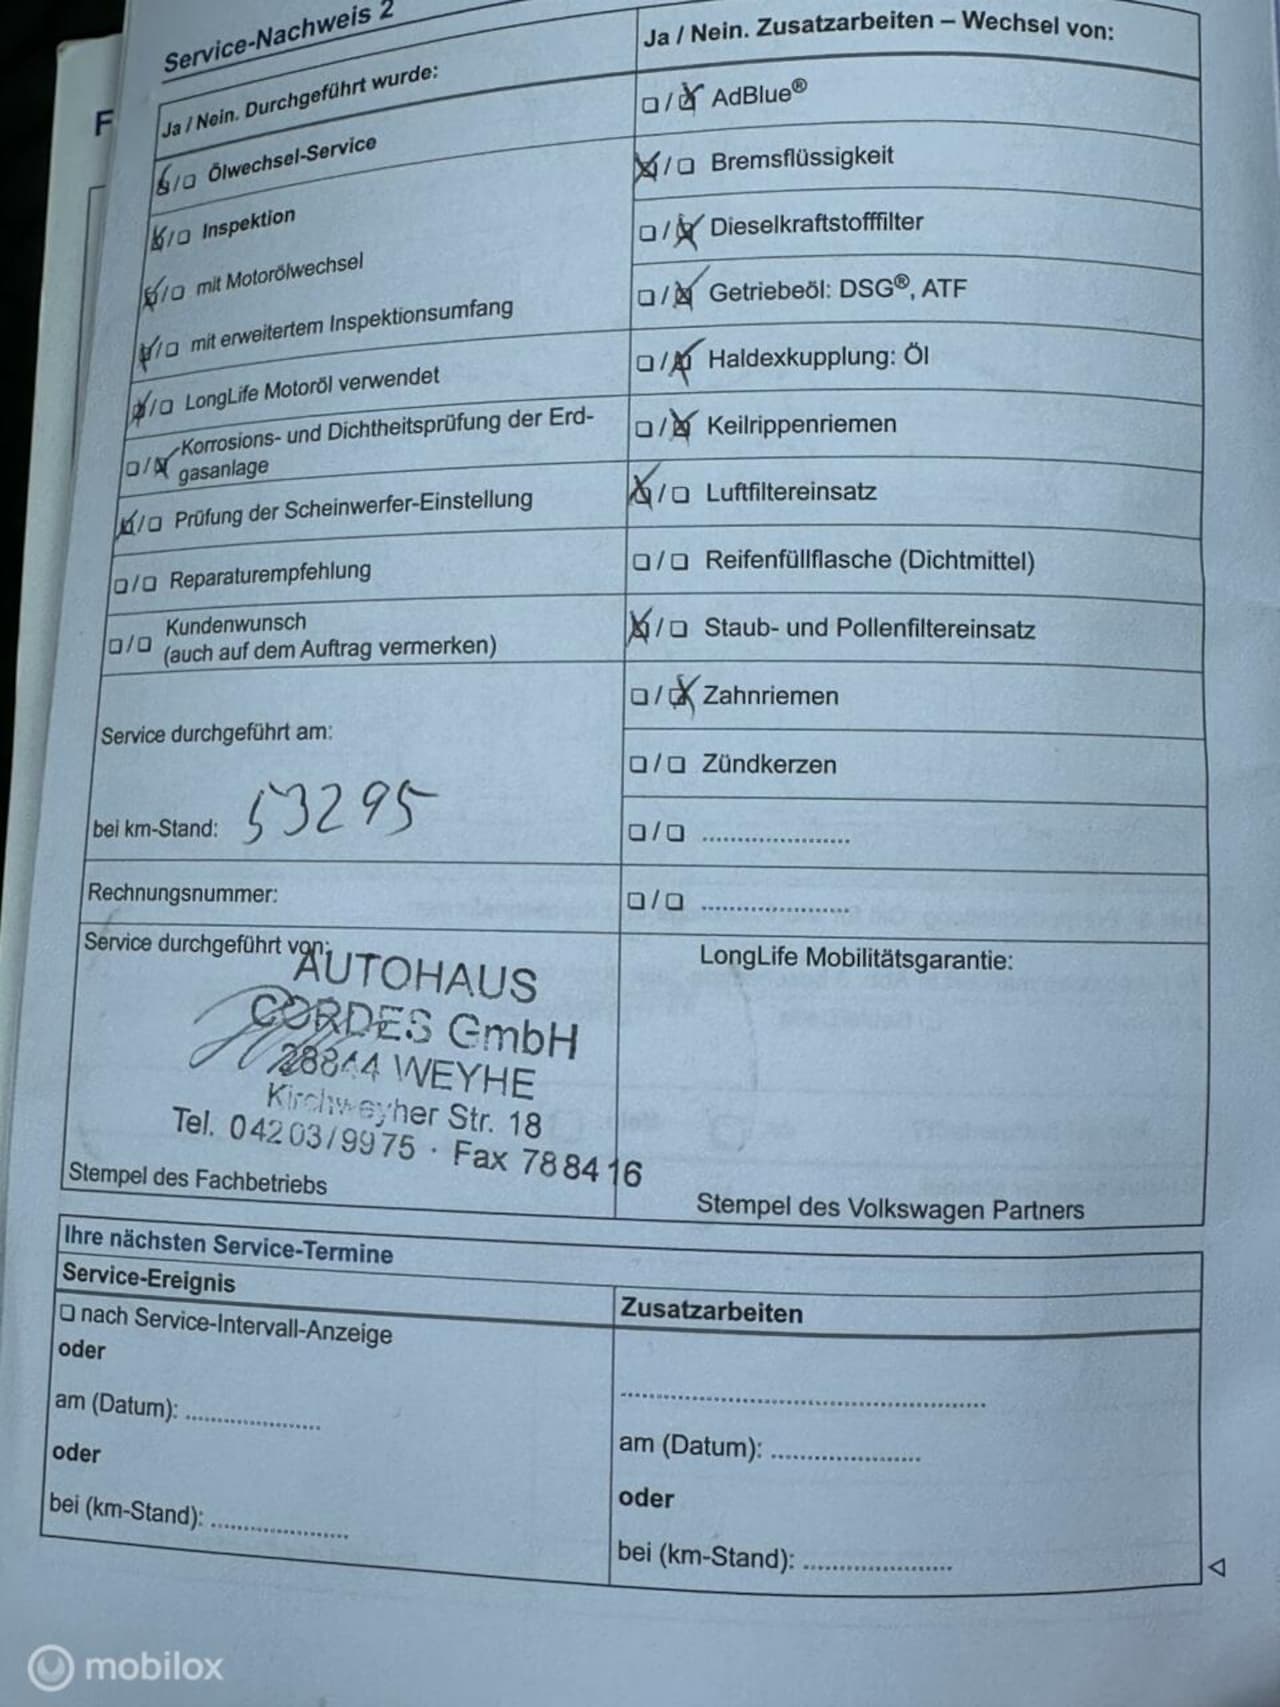 Service-Nachweis 2
F
Ja / Nein. Durchgeführt wurde:
☒/☐ Ölwechsel-Service
☒/☐ Inspektion
☒/☐ mit Motorölwechsel
☒/☐ mit erweitertem Inspektionsumfang
☒/☐ LongLife Motoröl verwendet
☐/☒ Korrosions- und Dichtheitsprüfung der Erd-
gasanlage
☒/☐ Prüfung der Scheinwerfer-Einstellung
☐/☐ Reparaturempfehlung
☐/☐ Kundenwunsch
(auch auf dem Auftrag vermerken)
Service durchgeführt am:
bei km-Stand: 53295
Rechnungsnummer:
Service durchgeführt von:
AUTOHAUS
CORDES GmbH
28844 WEYHE
Kirchweyher Str. 18
Tel. 04203/9975 · Fax 788416
Stempel des Fachbetriebs
Ja / Nein. Zusatzarbeiten – Wechsel von:
☐/☒ AdBlue®
☒/☐ Bremsflüssigkeit
☐/☒ Dieselkraftstofffilter
☐/☒ Getriebeöl: DSG®, ATF
☐/☒ Haldexkupplung: Öl
☐/☒ Keilrippenriemen
☒/☐ Luftfiltereinsatz
☐/☐ Reifenfüllflasche (Dichtmittel)
☒/☐ Staub- und Pollenfiltereinsatz
☐/☒ Zahnriemen
☐/☐ Zündkerzen
☐/☐ .....................
☐/☐ .....................
LongLife Mobilitätsgarantie:
Stempel des Volkswagen Partners
Ihre nächsten Service-Termine
Service-Ereignis
☐ nach Service-Intervall-Anzeige
oder
am (Datum): ...................
oder
bei (km-Stand): ...................
Zusatzarbeiten
....................................................
am (Datum): .....................
oder
bei (km-Stand): .....................
mobilox